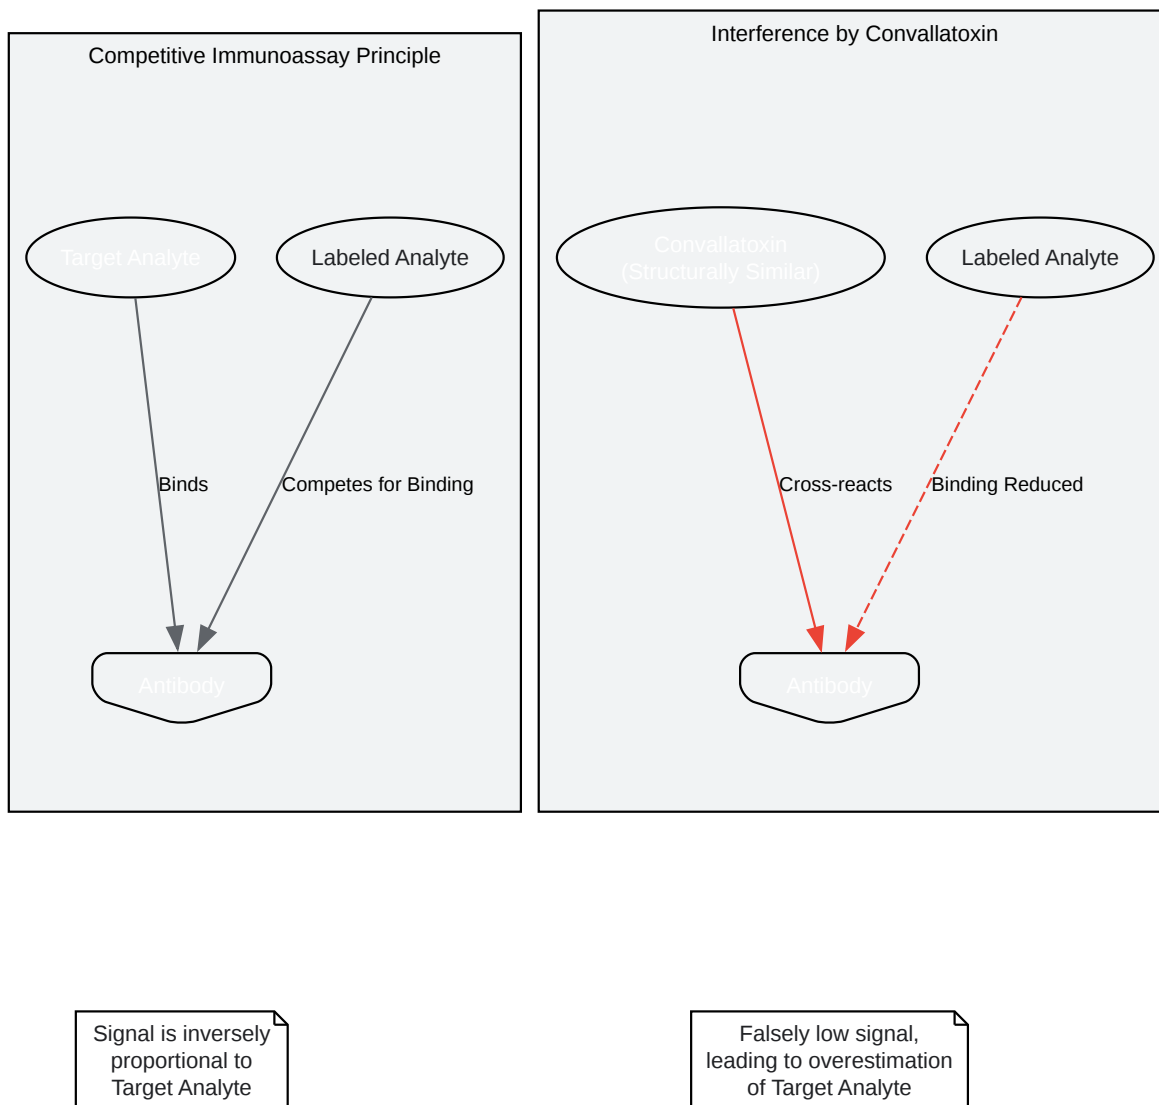 Competitive Immunoassay Principle
Target Analyte
Labeled Analyte
Binds
Competes for Binding
Antibody
Signal is inversely
proportional to
Target Analyte
Interference by Convallatoxin
Convallatoxin
(Structurally Similar)
Labeled Analyte
Cross-reacts
Binding Reduced
Antibody
Falsely low signal,
leading to overestimation
of Target Analyte